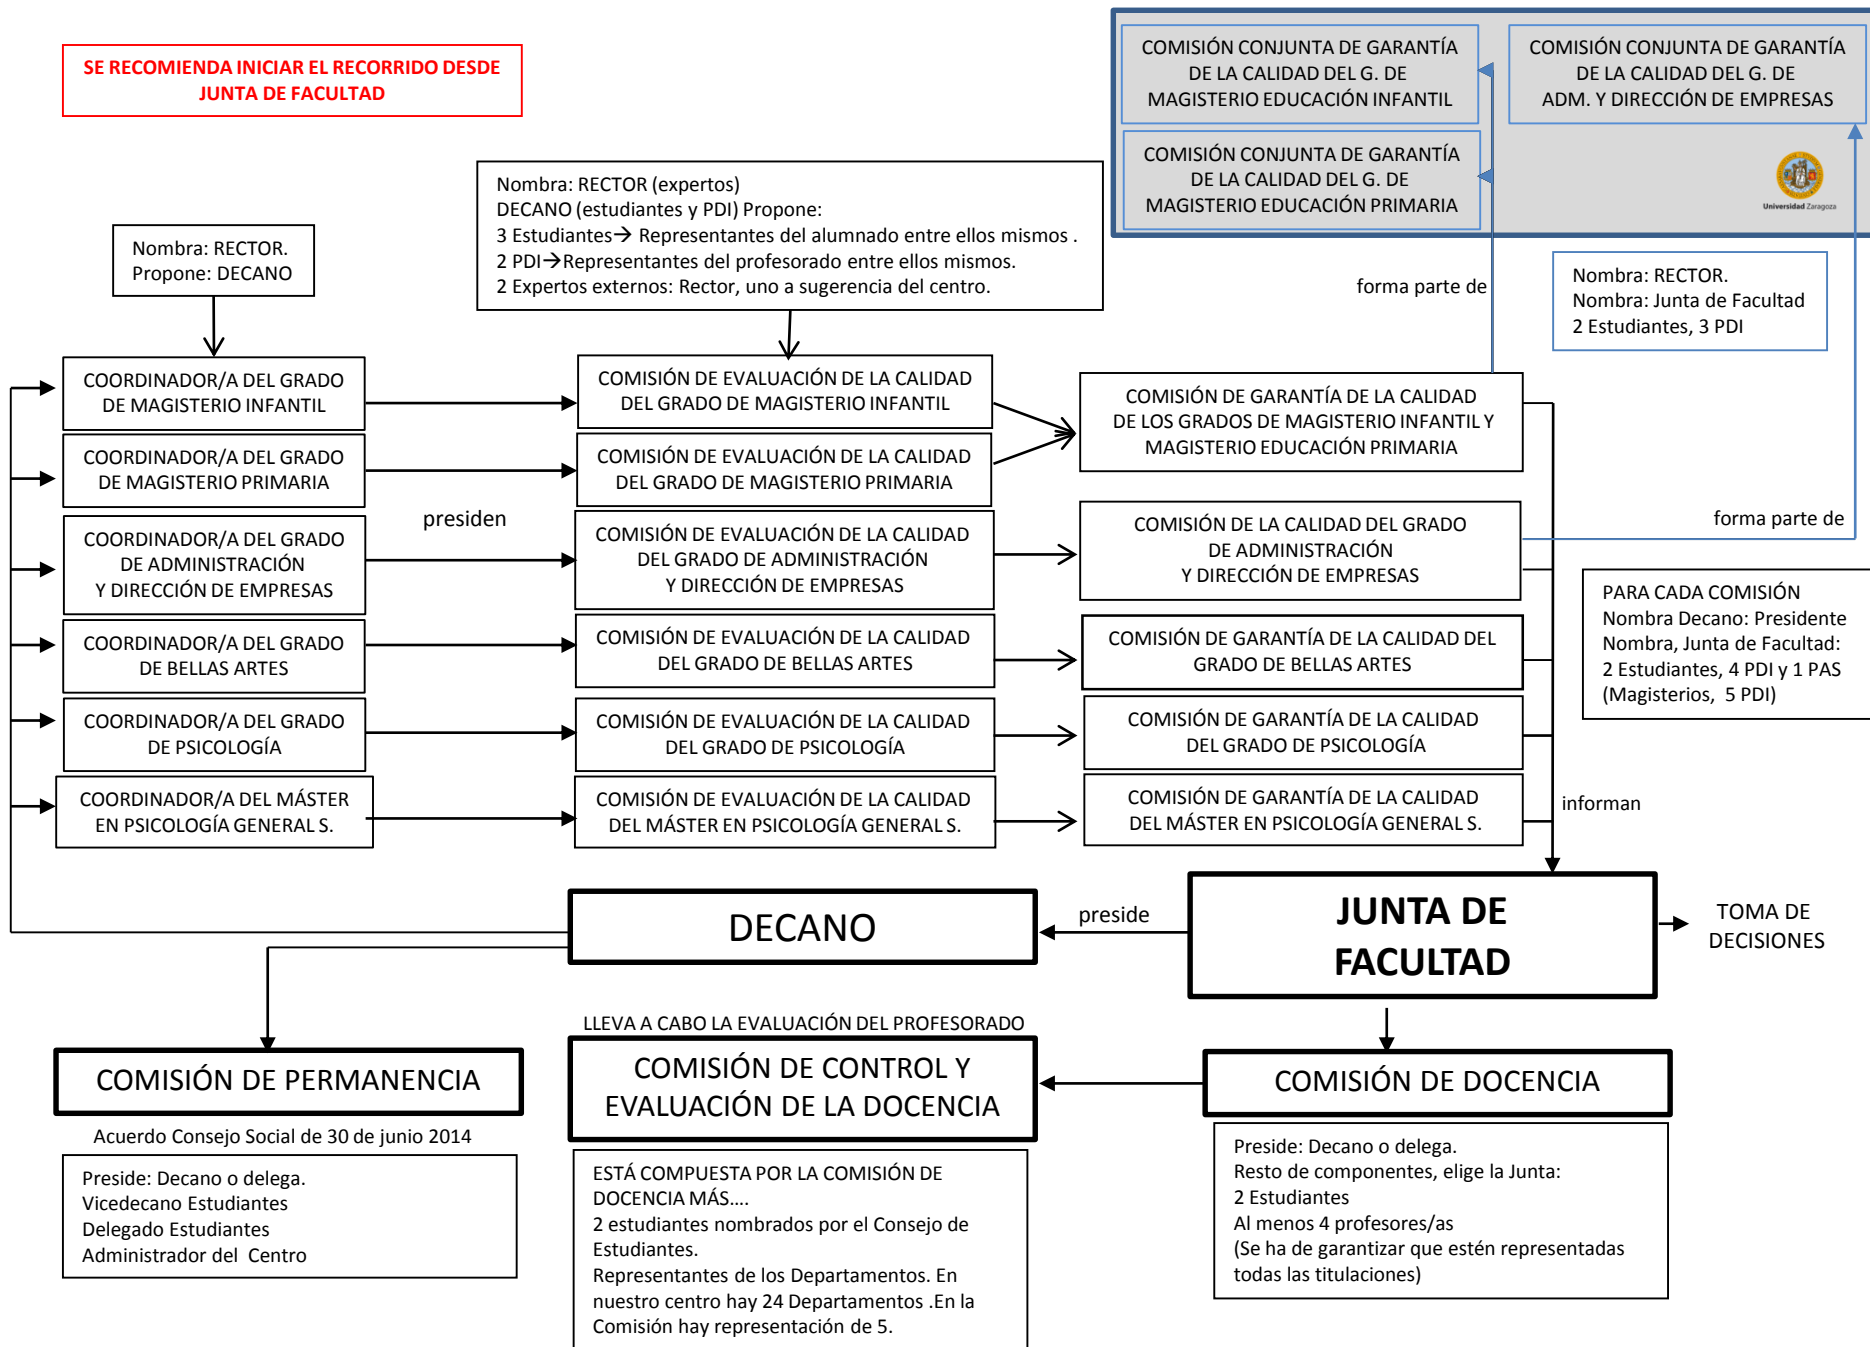 SE RECOMIENDA INICIAR EL RECORRIDO DESDE
JUNTA DE FACULTAD
COMISIÓN CONJUNTA DE GARANTÍA
DE LA CALIDAD DEL G. DE
MAGISTERIO EDUCACIÓN INFANTIL
COMISIÓN CONJUNTA DE GARANTÍA
DE LA CALIDAD DEL G. DE
ADM. Y DIRECCIÓN DE EMPRESAS
COMISIÓN CONJUNTA DE GARANTÍA
DE LA CALIDAD DEL G. DE
MAGISTERIO EDUCACIÓN PRIMARIA
Universidad Zaragoza
Nombra: RECTOR.
Propone: DECANO
Nombra: RECTOR (expertos)
DECANO (estudiantes y PDI) Propone:
3 Estudiantes→ Representantes del alumnado entre ellos mismos .
2 PDI→Representantes del profesorado entre ellos mismos.
2 Expertos externos: Rector, uno a sugerencia del centro.
forma parte de
Nombra: RECTOR.
Nombra: Junta de Facultad
2 Estudiantes, 3 PDI
COORDINADOR/A DEL GRADO
DE MAGISTERIO INFANTIL
COMISIÓN DE EVALUACIÓN DE LA CALIDAD
DEL GRADO DE MAGISTERIO INFANTIL
COMISIÓN DE GARANTÍA DE LA CALIDAD
DE LOS GRADOS DE MAGISTERIO INFANTIL Y
MAGISTERIO EDUCACIÓN PRIMARIA
COORDINADOR/A DEL GRADO
DE MAGISTERIO PRIMARIA
COMISIÓN DE EVALUACIÓN DE LA CALIDAD
DEL GRADO DE MAGISTERIO PRIMARIA
presiden
COORDINADOR/A DEL GRADO
DE ADMINISTRACIÓN
Y DIRECCIÓN DE EMPRESAS
COMISIÓN DE EVALUACIÓN DE LA CALIDAD
DEL GRADO DE ADMINISTRACIÓN
Y DIRECCIÓN DE EMPRESAS
COMISIÓN DE LA CALIDAD DEL GRADO
DE ADMINISTRACIÓN
Y DIRECCIÓN DE EMPRESAS
forma parte de
PARA CADA COMISIÓN
Nombra Decano: Presidente
Nombra, Junta de Facultad:
2 Estudiantes, 4 PDI y 1 PAS
(Magisterios, 5 PDI)
COORDINADOR/A DEL GRADO
DE BELLAS ARTES
COMISIÓN DE EVALUACIÓN DE LA CALIDAD
DEL GRADO DE BELLAS ARTES
COMISIÓN DE GARANTÍA DE LA CALIDAD DEL
GRADO DE BELLAS ARTES
COORDINADOR/A DEL GRADO
DE PSICOLOGÍA
COMISIÓN DE EVALUACIÓN DE LA CALIDAD
DEL GRADO DE PSICOLOGÍA
COMISIÓN DE GARANTÍA DE LA CALIDAD
DEL GRADO DE PSICOLOGÍA
COORDINADOR/A DEL MÁSTER
EN PSICOLOGÍA GENERAL S.
COMISIÓN DE EVALUACIÓN DE LA CALIDAD
DEL MÁSTER EN PSICOLOGÍA GENERAL S.
COMISIÓN DE GARANTÍA DE LA CALIDAD
DEL MÁSTER EN PSICOLOGÍA GENERAL S.
informan
DECANO
preside
JUNTA DE
FACULTAD
TOMA DE
DECISIONES
LLEVA A CABO LA EVALUACIÓN DEL PROFESORADO
COMISIÓN DE PERMANENCIA
COMISIÓN DE CONTROL Y
EVALUACIÓN DE LA DOCENCIA
COMISIÓN DE DOCENCIA
Acuerdo Consejo Social de 30 de junio 2014
Preside: Decano o delega.
Vicedecano Estudiantes
Delegado Estudiantes
Administrador del Centro
ESTÁ COMPUESTA POR LA COMISIÓN DE
DOCENCIA MÁS....
2 estudiantes nombrados por el Consejo de
Estudiantes.
Representantes de los Departamentos. En
nuestro centro hay 24 Departamentos .En la
Comisión hay representación de 5.
Preside: Decano o delega.
Resto de componentes, elige la Junta:
2 Estudiantes
Al menos 4 profesores/as
(Se ha de garantizar que estén representadas
todas las titulaciones)